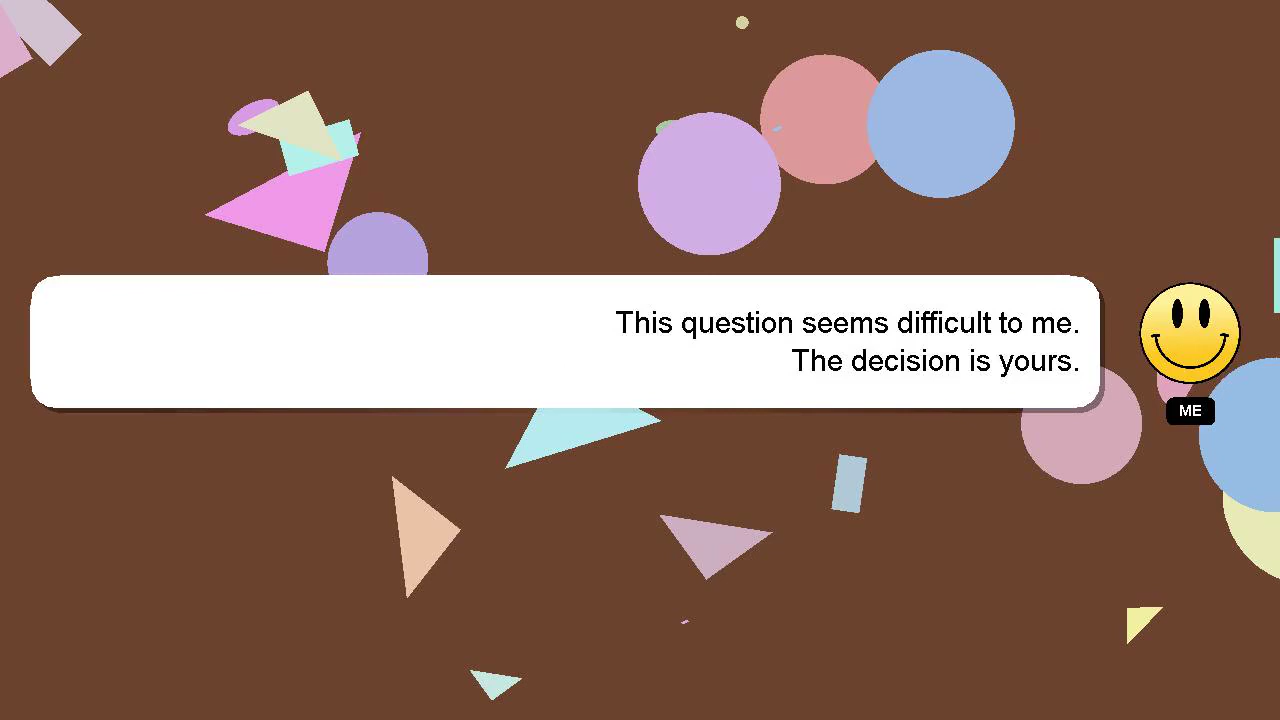 This question seems difficult to me.
The decision is yours.
ME